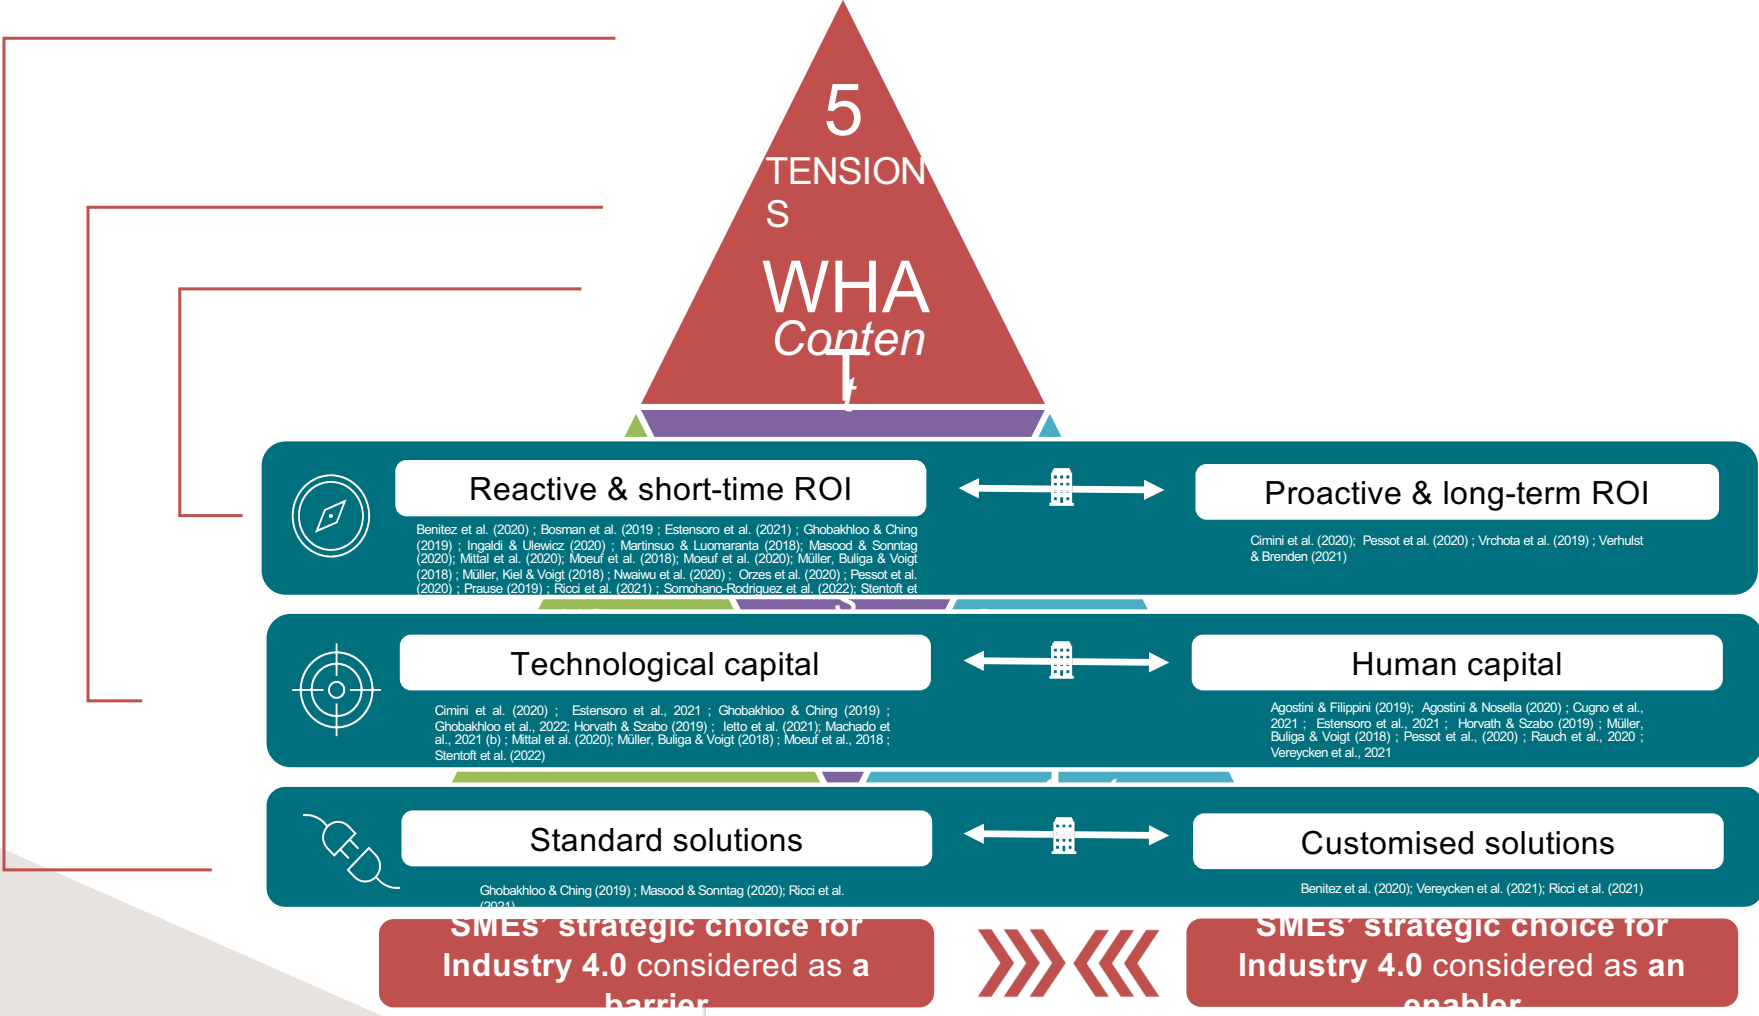 5
TENSION
S
WHA
Conten
T
t
Reactive & short-time ROI
Proactive & long-term ROI
Benitez et al. (2020) ; Bosman et al. (2019 ; Estensoro et al. (2021) ; Ghobakhloo & Ching
(2019) ; Ingaldi & Ulewicz (2020) ; Martinsuo & Luomaranta (2018); Masood & Sonntag
(2020); Mittal et al. (2020); Moeuf et al. (2018); Moeuf et al. (2020); Müller, Buliga & Voigt
(2018) ; Müller, Kiel & Voigt (2018) ; Nwaiwu et al. (2020) ; Orzes et al. (2020) ; Pessot et al.
(2020) ; Prause (2019) ; Ricci et al. (2021) ; Somohano-Rodriguez et al. (2022); Stentoft et
Cimini et al. (2020); Pessot et al. (2020) ; Vrchota et al. (2019) ; Verhulst
& Brenden (2021)
S
Technological capital
Human capital
Cimini et al. (2020) ; Estensoro et al., 2021 ; Ghobakhloo & Ching (2019) ;
Ghobakhloo et al., 2022; Horvath & Szabo (2019) ; Ietto et al. (2021); Machado et
al., 2021 (b) ; Mittal et al. (2020); Müller, Buliga & Voigt (2018) ; Moeuf et al., 2018 ;
Stentoft et al. (2022)
Agostini & Filippini (2019); Agostini & Nosella (2020) ; Cugno et al.,
2021 ; Estensoro et al., 2021 ; Horvath & Szabo (2019) ; Müller,
Buliga & Voigt (2018) ; Pessot et al., (2020) ; Rauch et al., 2020 ;
Vereycken et al., 2021
Standard solutions
Customised solutions
Ghobakhloo & Ching (2019) ; Masood & Sonntag (2020); Ricci et al.
(2021)
Benitez et al. (2020); Vereycken et al. (2021); Ricci et al. (2021)
SMEs' strategic choice for
Industry 4.0 considered as a
barrier
SMEs' strategic choice for
Industry 4.0 considered as an
enabler